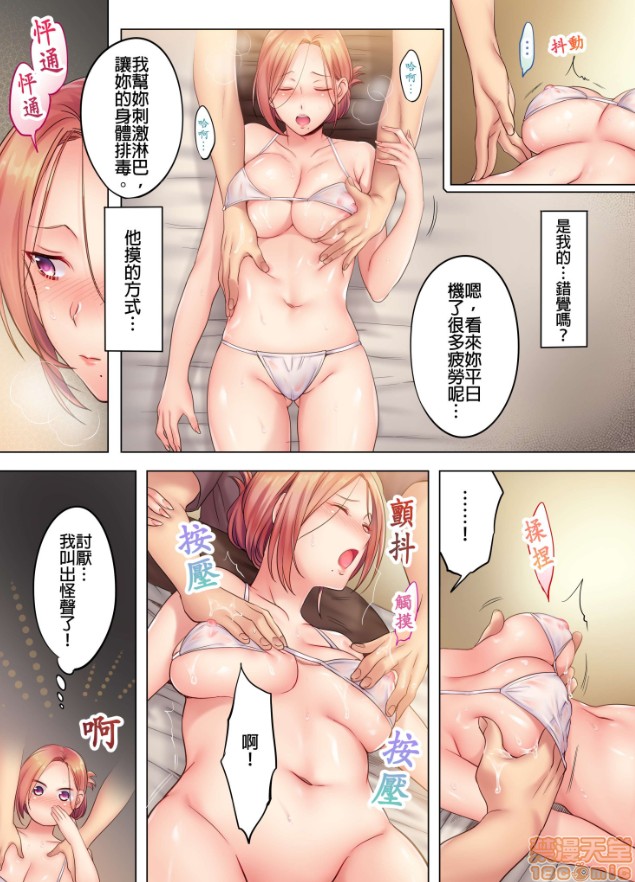 抖動
…
是我的…錯覺嗎？
嗯，看來妳平日
機了很多疲勞呢…
哈啊…
哈啊…
我幫妳刺激淋巴，
讓妳的身體排毒。
他摸的方式…
怦通
怦通
……！
揉捏
顫抖
觸摸
按壓
按壓
啊！
討厭…
我叫出怪聲了！
啊